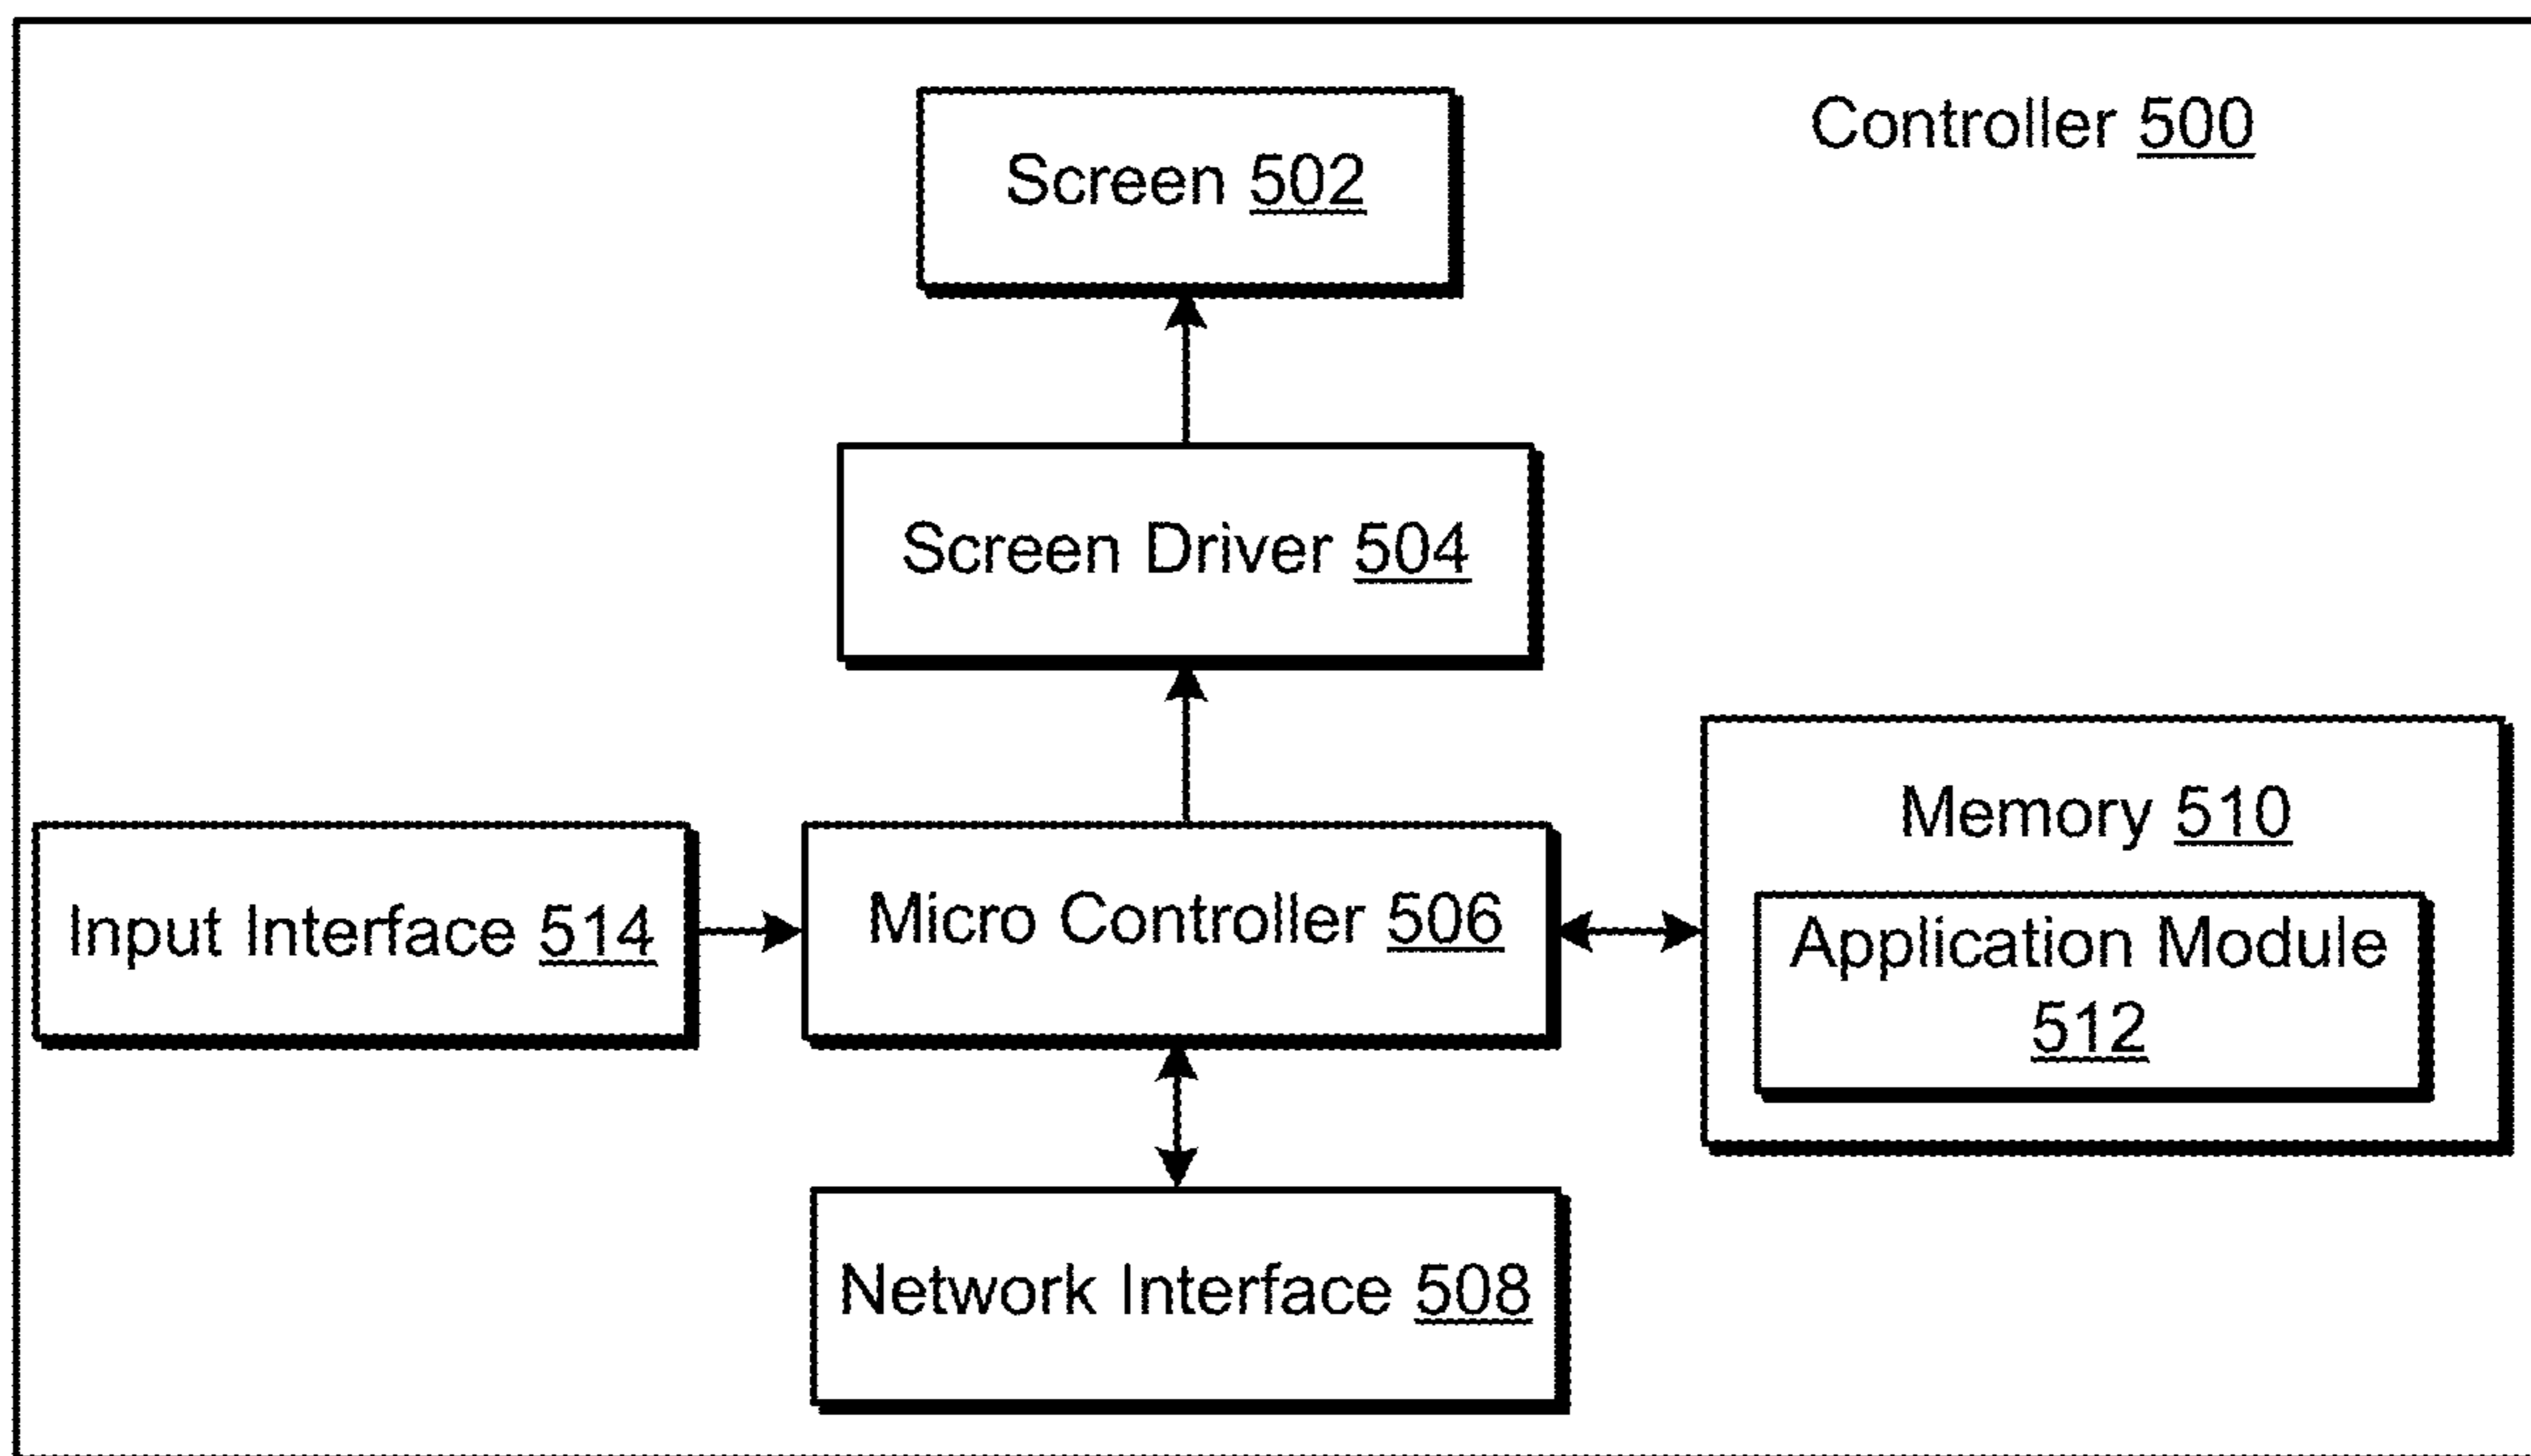 Controller 500
Screen 502
Screen Driver 504
Memory 510
Input Interface 514
Micro Controller 506
Application Module
512
Network Interface 508